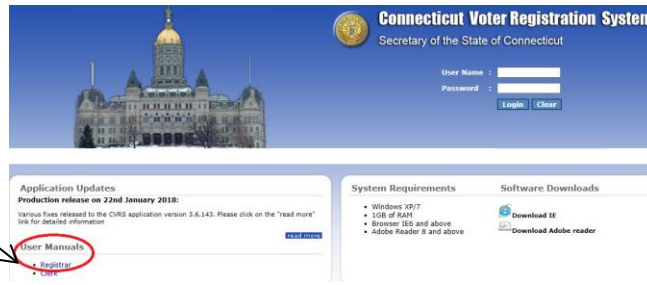 Connecticut Voter Registration System
Secretary of the State of Connecticut
User Name :
Password :
Login Clear
Application Updates
Production release on 22nd January 2018:
Various fixes released to the CVRS application version 3.6.143. Please click on the "read more"
link for detailed information
read more
User Manuals
Registrar
Clerk
System Requirements
Windows XP/7
1GB of RAM
Browser IE6 and above
Adobe Reader 8 and above
Software Downloads
Download IE
Download Adobe reader